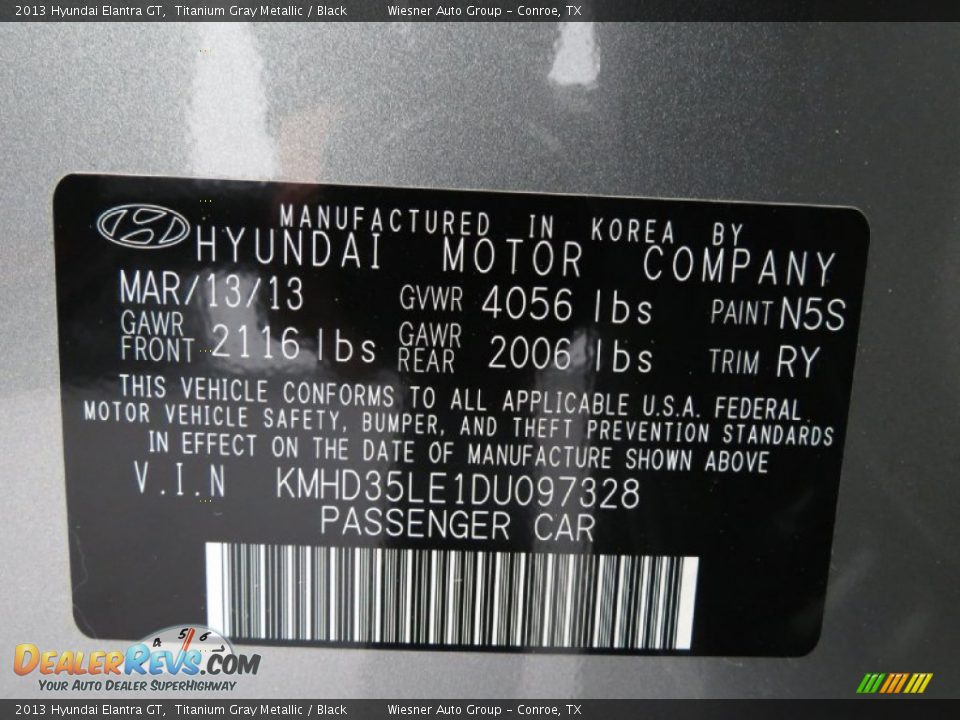 2013 Hyundai Elantra GT, Titanium Gray Metallic / Black Wiesner Auto Group - Conroe, TX
MANUFACTURED IN KOREA BY
HYUNDAI MOTOR COMPANY
MAR/13/13 GVWR 4056 lbs PAINT N5S
GAWR FRONT 2116 lbs GAWR REAR 2006 lbs TRIM RY
THIS VEHICLE CONFORMS TO ALL APPLICABLE U.S.A. FEDERAL
MOTOR VEHICLE SAFETY, BUMPER, AND THEFT PREVENTION STANDARDS
IN EFFECT ON THE DATE OF MANUFACTURE SHOWN ABOVE
V.I.N KMHD35LE1DU097328
PASSENGER CAR
4 5 6
DEALERREVS.COM
YOUR AUTO DEALER SUPERHIGHWAY
2013 Hyundai Elantra GT, Titanium Gray Metallic / Black Wiesner Auto Group - Conroe, TX